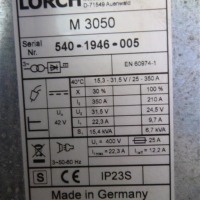 LORCH
D-71549 Auenwald
M 3050
Serial Nr. 540-1946-005
EN 60974-1
40°C 15,3 - 31,5 V / 25 - 350 A
X 30 % 100 %
I₂ 350 A 210 A
U₀ 42 V U₂ 31,5 V 24,5 V
I₁ 22,3 A 9,7 A
S₁ 15,4 kVA 6,7 kVA
U₁ = 400 V 25 A
3~50-60 Hz I₁max = 22,3 A I₁eff = 12,2 A
S IP23S
Made in Germany